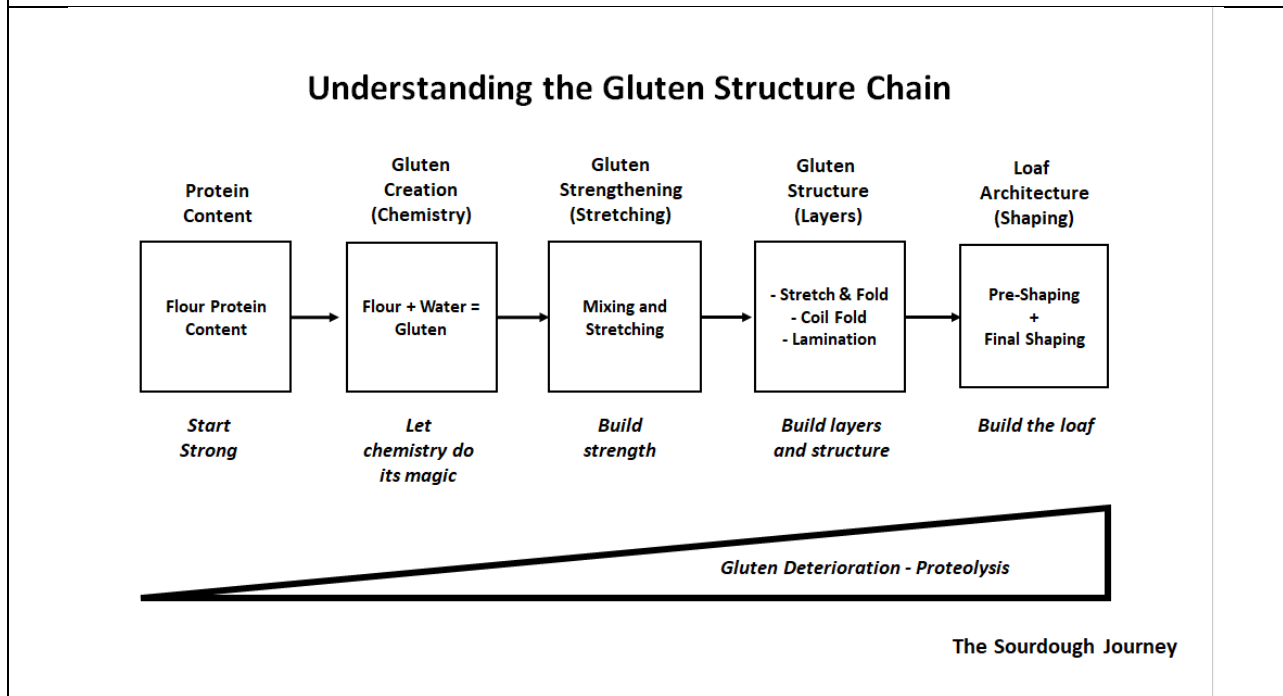 Understanding the Gluten Structure Chain
Protein
Content
Flour Protein
Content
Start
Strong
Gluten
Creation
(Chemistry)
Flour + Water =
Gluten
Let
chemistry do
its magic
Gluten
Strengthening
(Stretching)
Mixing and
Stretching
Build
strength
Gluten
Structure
(Layers)
- Stretch & Fold
- Coil Fold
- Lamination
Build layers
and structure
Loaf
Architecture
(Shaping)
Pre-Shaping
+
Final Shaping
Build the loaf
Gluten Deterioration - Proteolysis
The Sourdough Journey